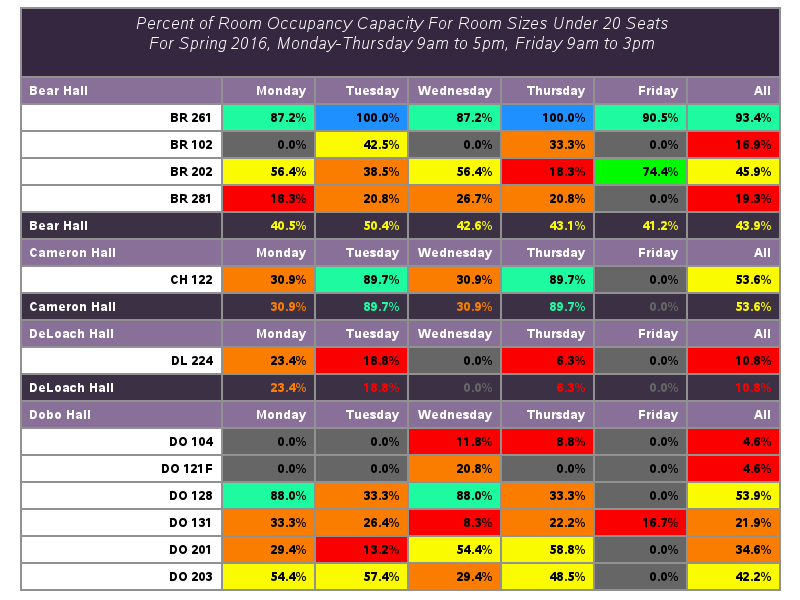 Percent of Room Occupancy Capacity For Room Sizes Under 20 Seats
For Spring 2016, Monday-Thursday 9am to 5pm, Friday 9am to 3pm
Bear Hall Monday Tuesday Wednesday Thursday Friday All
BR 261 87.2% 100.0% 87.2% 100.0% 90.5% 93.4%
BR 102 0.0% 42.5% 0.0% 33.3% 0.0% 16.9%
BR 202 56.4% 38.5% 56.4% 18.3% 74.4% 45.9%
BR 281 18.3% 20.8% 26.7% 20.8% 0.0% 19.3%
Bear Hall 40.5% 50.4% 42.6% 43.1% 41.2% 43.9%
Cameron Hall Monday Tuesday Wednesday Thursday Friday All
CH 122 30.9% 89.7% 30.9% 89.7% 0.0% 53.6%
Cameron Hall 30.9% 89.7% 30.9% 89.7% 0.0% 53.6%
DeLoach Hall Monday Tuesday Wednesday Thursday Friday All
DL 224 23.4% 18.8% 0.0% 6.3% 0.0% 10.8%
DeLoach Hall 23.4% 18.8% 0.0% 6.3% 0.0% 10.8%
Dobo Hall Monday Tuesday Wednesday Thursday Friday All
DO 104 0.0% 0.0% 11.8% 8.8% 0.0% 4.6%
DO 121F 0.0% 0.0% 20.8% 0.0% 0.0% 4.6%
DO 128 88.0% 33.3% 88.0% 33.3% 0.0% 53.9%
DO 131 33.3% 26.4% 8.3% 22.2% 16.7% 21.9%
DO 201 29.4% 13.2% 54.4% 58.8% 0.0% 34.6%
DO 203 54.4% 57.4% 29.4% 48.5% 0.0% 42.2%